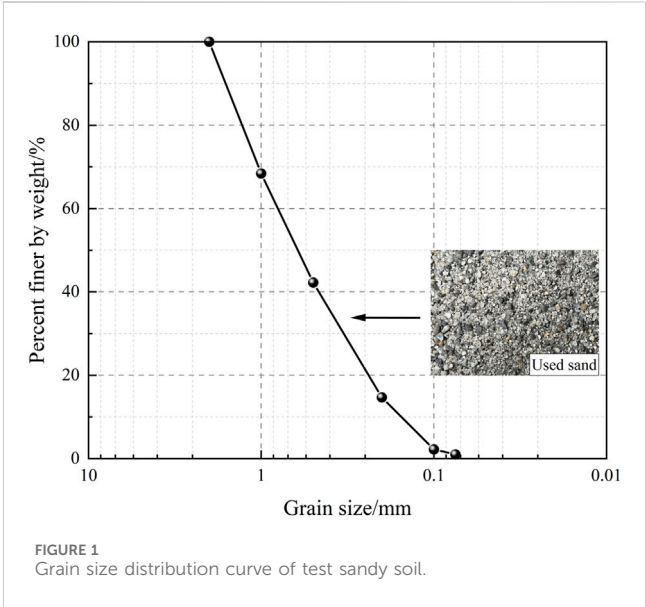 100
80
60
40
20
0
Percent finer by weight/%
Used sand
10
1
0.1
0.01
Grain size/mm
FIGURE 1
Grain size distribution curve of test sandy soil.